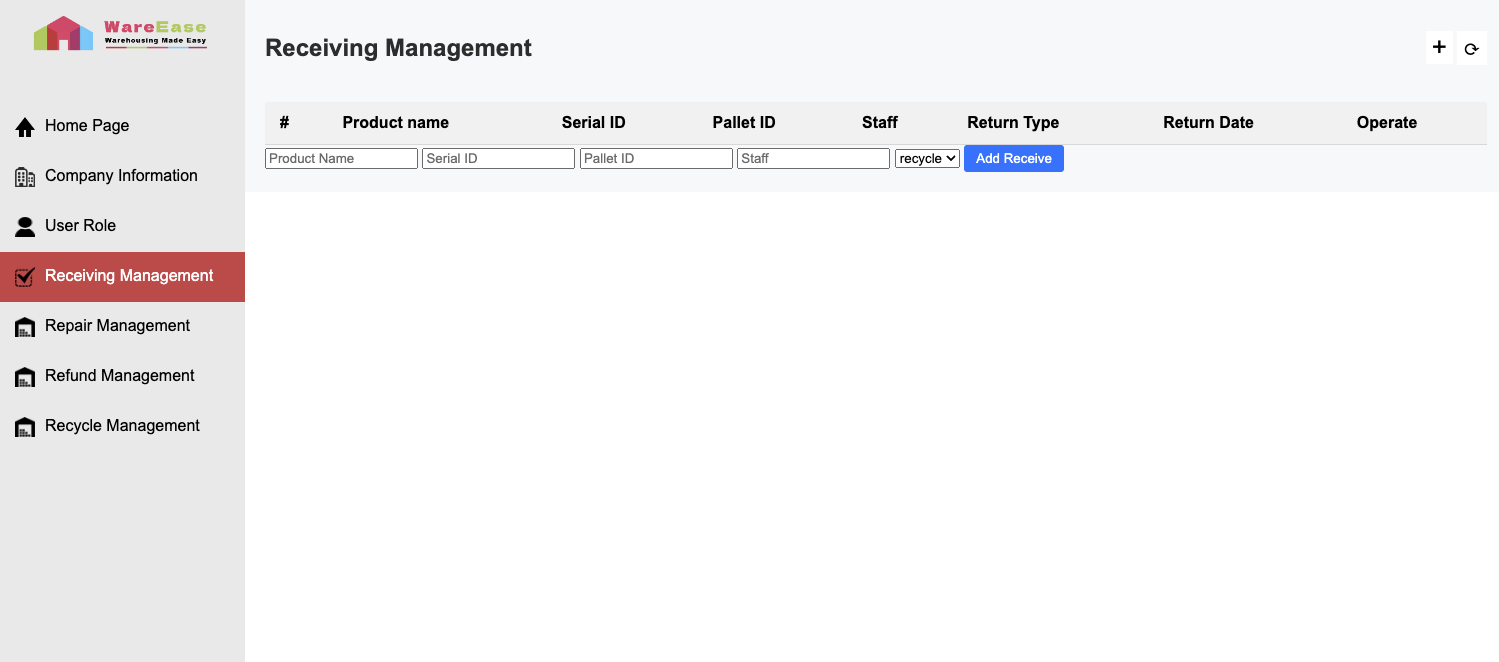 WareEase
Warehousing Made Easy
Home Page
Company Information
User Role
Receiving Management
Repair Management
Refund Management
Recycle Management
Receiving Management
+ ⟳
# Product name Serial ID Pallet ID Staff Return Type Return Date Operate
Product Name Serial ID Pallet ID Staff recycle Add Receive